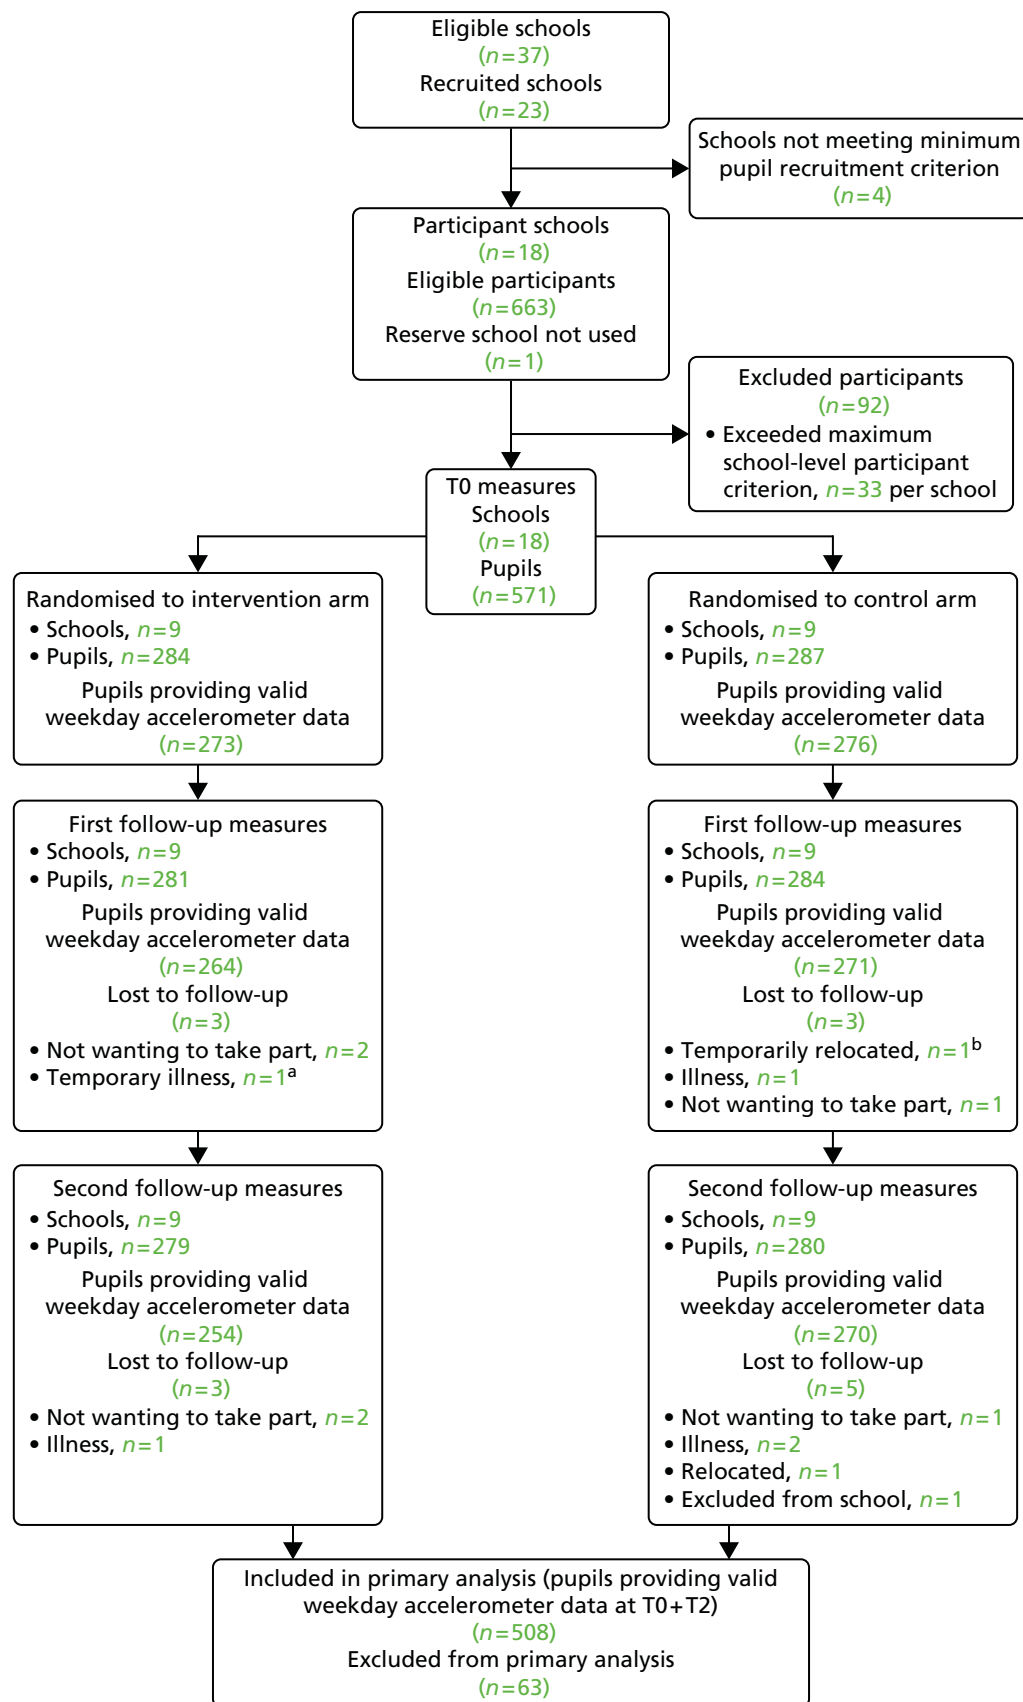 Eligible schools
(n=37)
Recruited schools
(n=23)
Schools not meeting minimum
pupil recruitment criterion
(n=4)
Participant schools
(n=18)
Eligible participants
(n=663)
Reserve school not used
(n=1)
Excluded participants
(n=92)
• Exceeded maximum
school-level participant
criterion, n=33 per school
T0 measures
Schools
(n=18)
Pupils
(n=571)
Randomised to intervention arm
• Schools, n=9
• Pupils, n=284
Pupils providing valid
weekday accelerometer data
(n=273)
Randomised to control arm
• Schools, n=9
• Pupils, n=287
Pupils providing valid
weekday accelerometer data
(n=276)
First follow-up measures
• Schools, n=9
• Pupils, n=281
Pupils providing valid
weekday accelerometer data
(n=264)
Lost to follow-up
(n=3)
• Not wanting to take part, n=2
• Temporary illness, n=1a
First follow-up measures
• Schools, n=9
• Pupils, n=284
Pupils providing valid
weekday accelerometer data
(n=271)
Lost to follow-up
(n=3)
• Temporarily relocated, n=1b
• Illness, n=1
• Not wanting to take part, n=1
Second follow-up measures
• Schools, n=9
• Pupils, n=279
Pupils providing valid
weekday accelerometer data
(n=254)
Lost to follow-up
(n=3)
• Not wanting to take part, n=2
• Illness, n=1
Second follow-up measures
• Schools, n=9
• Pupils, n=280
Pupils providing valid
weekday accelerometer data
(n=270)
Lost to follow-up
(n=5)
• Not wanting to take part, n=1
• Illness, n=2
• Relocated, n=1
• Excluded from school, n=1
Included in primary analysis (pupils providing valid
weekday accelerometer data at T0+T2)
(n=508)
Excluded from primary analysis
(n=63)